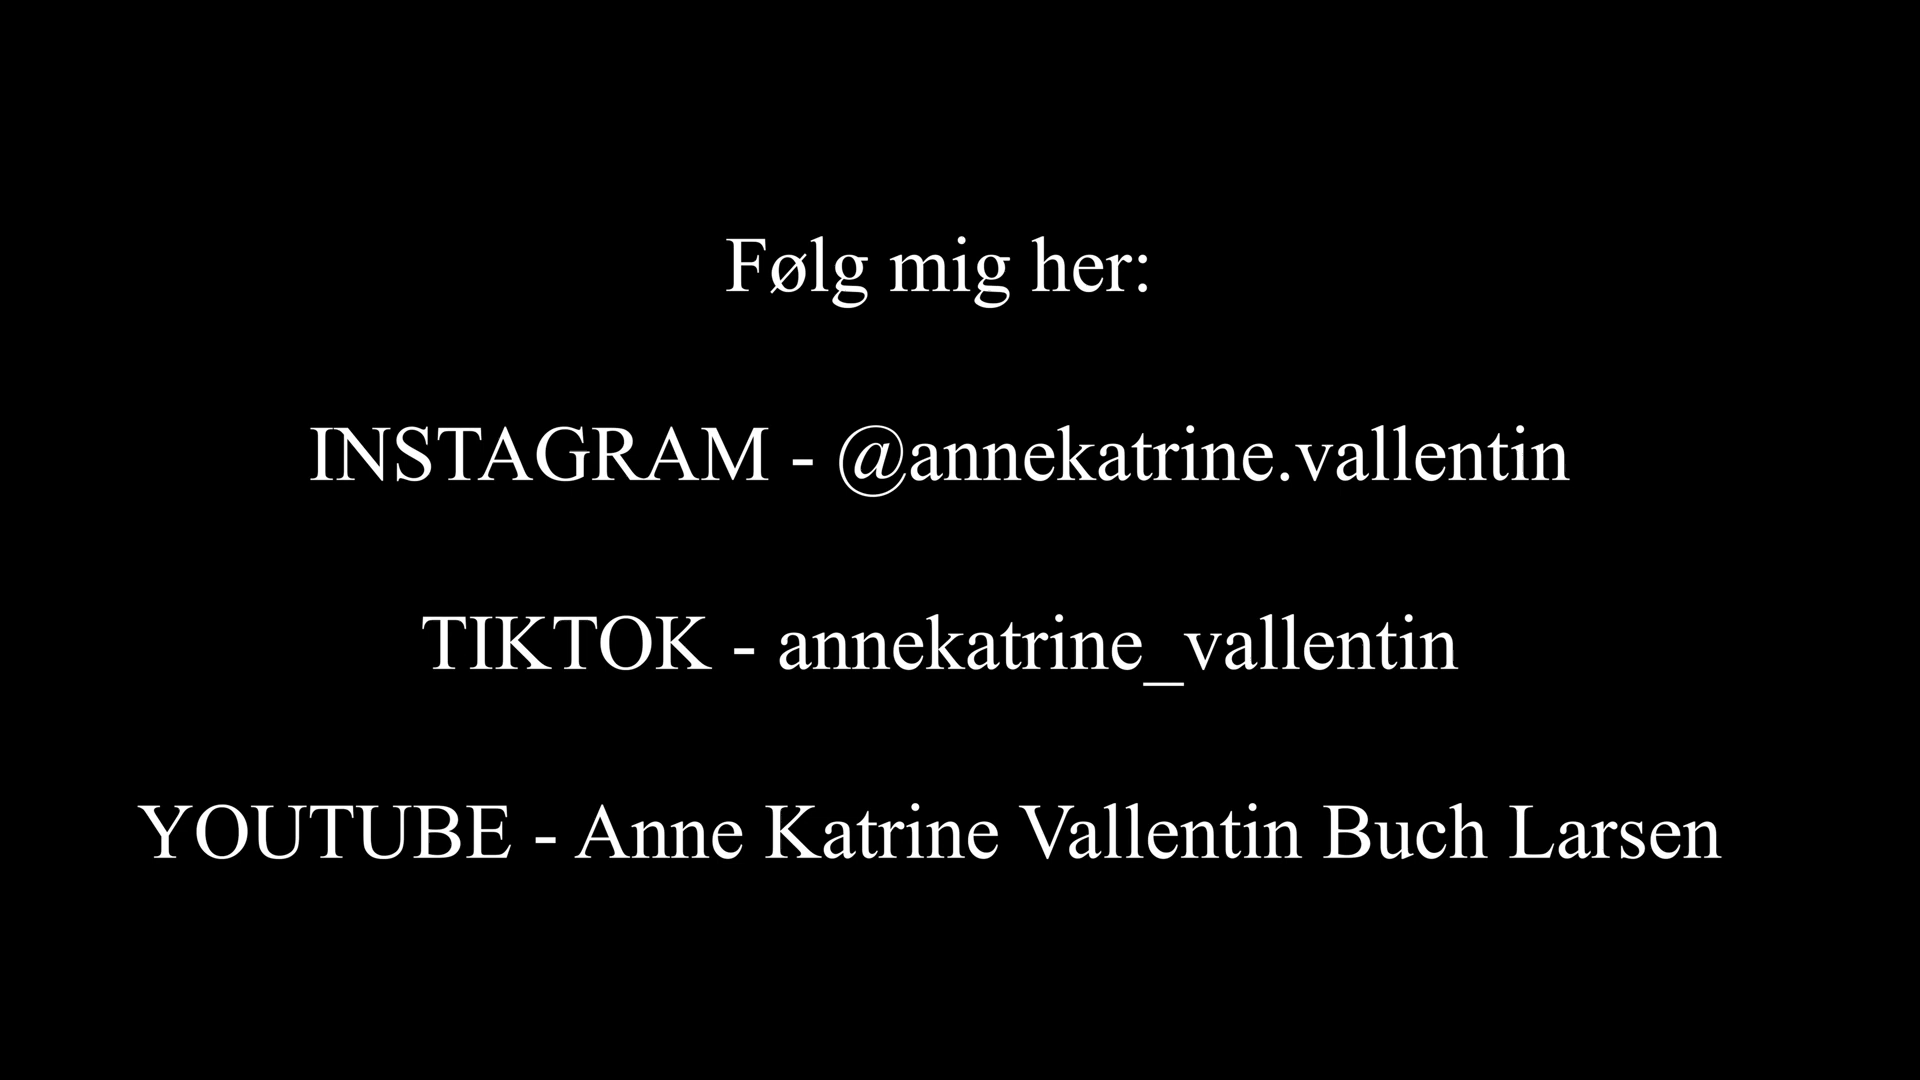 Følg mig her:
INSTAGRAM - @annekatrine.vallentin
TIKTOK - annekatrine_vallentin
YOUTUBE - Anne Katrine Vallentin Buch Larsen